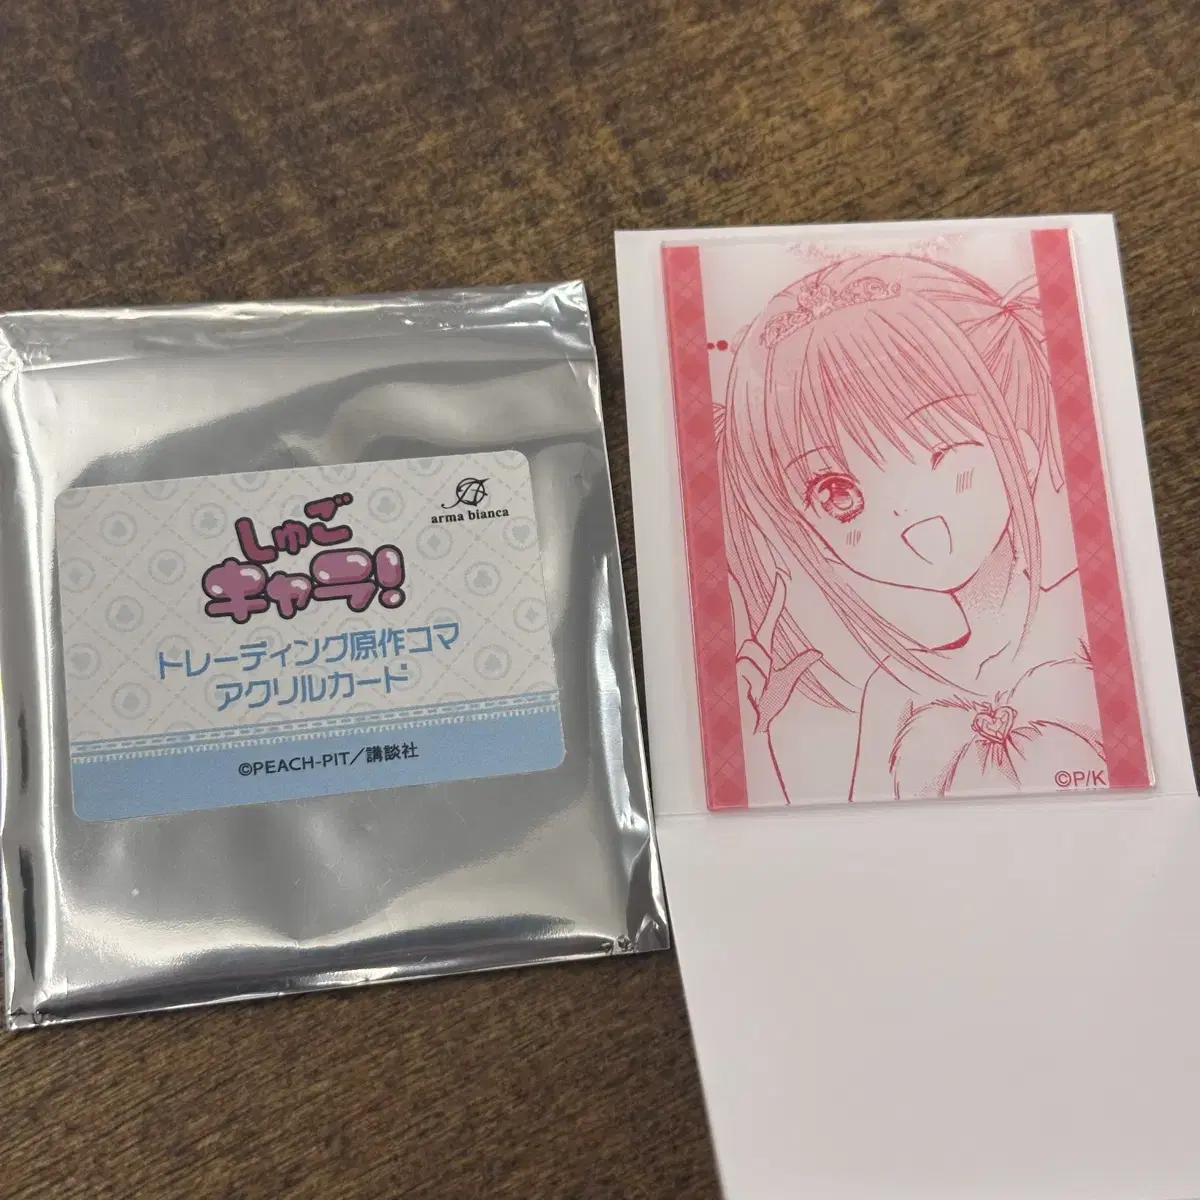 arma bianca
しゅご
キャラ!
トレーディング原作コマ
アクリルカード
©PEACH-PIT／講談社
©P/K